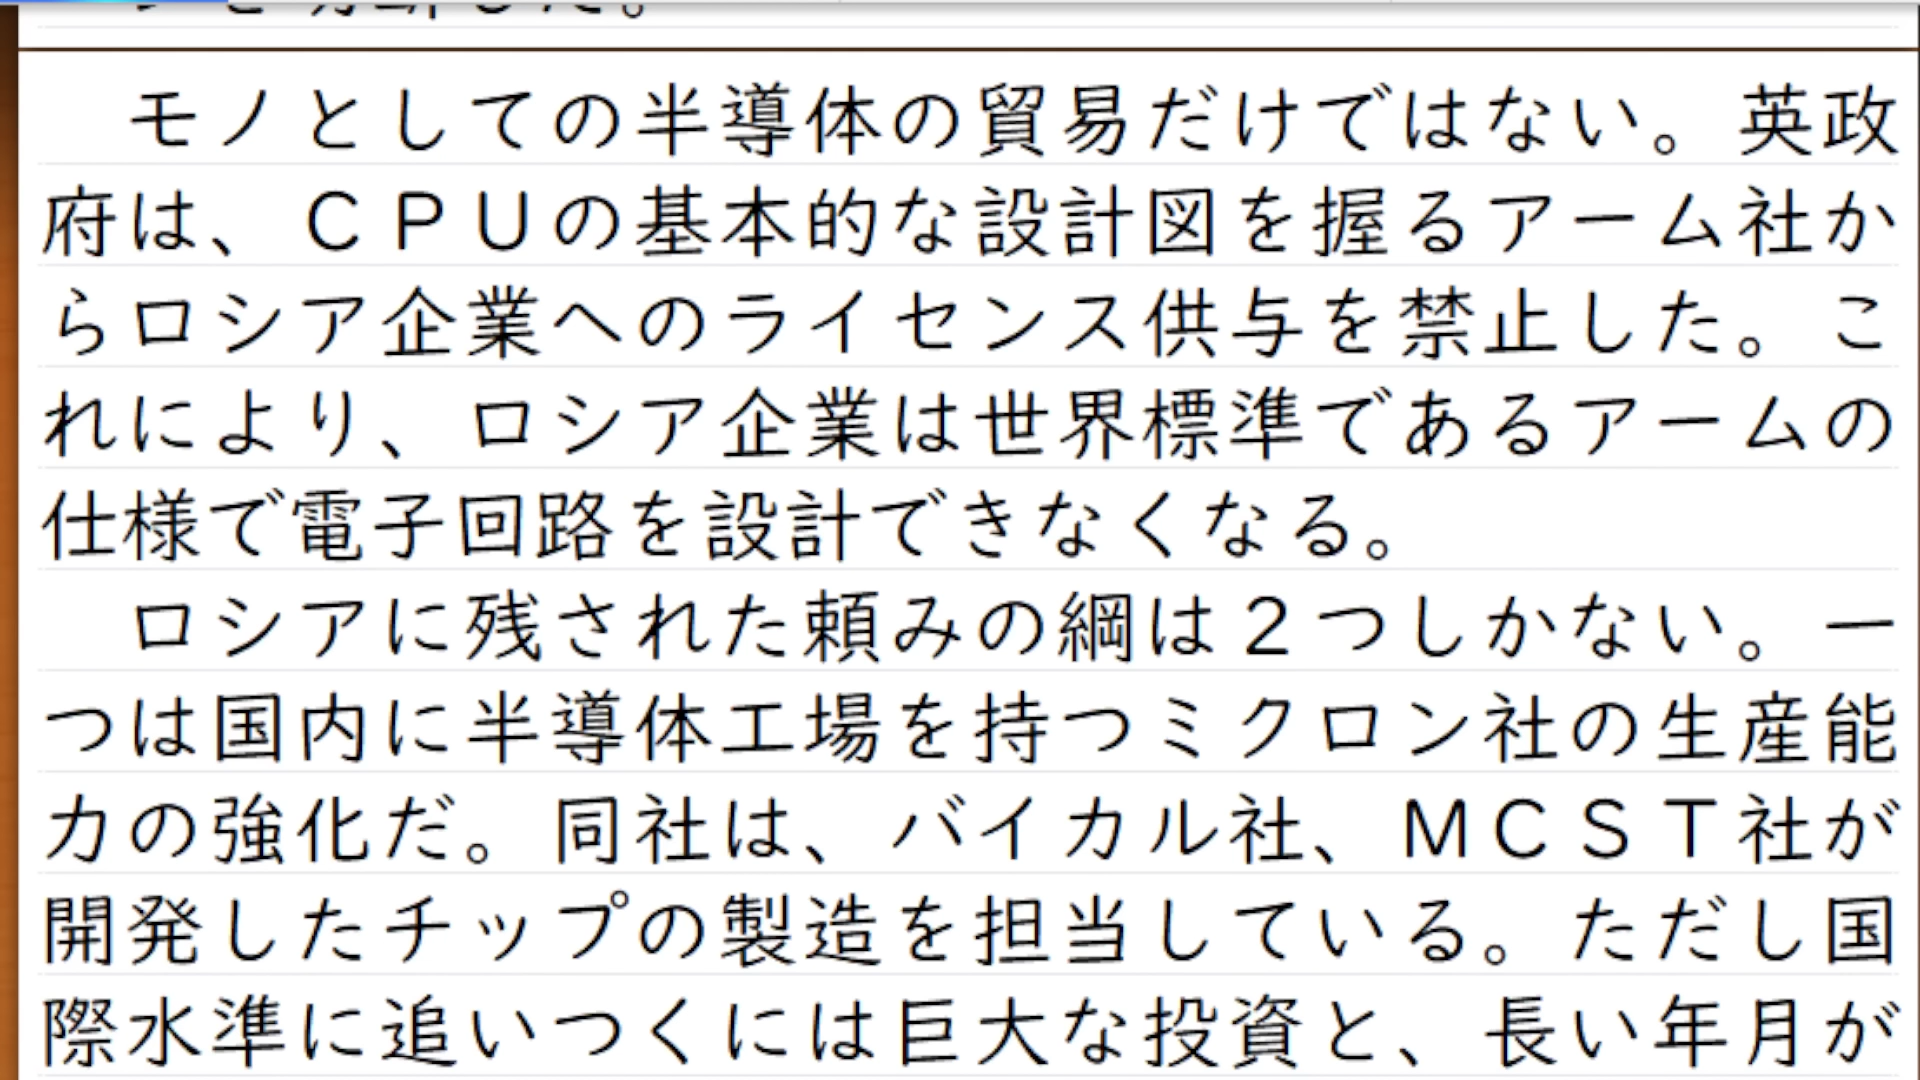 モノとしての半導体の貿易だけではない。英政
府は、ＣＰＵの基本的な設計図を握るアーム社か
らロシア企業へのライセンス供与を禁止した。こ
れにより、ロシア企業は世界標準であるアームの
仕様で電子回路を設計できなくなる。
ロシアに残された頼みの綱は２つしかない。一
つは国内に半導体工場を持つミクロン社の生産能
力の強化だ。同社は、バイカル社、ＭＣＳＴ社が
開発したチップの製造を担当している。ただし国
際水準に追いつくには巨大な投資と、長い年月が